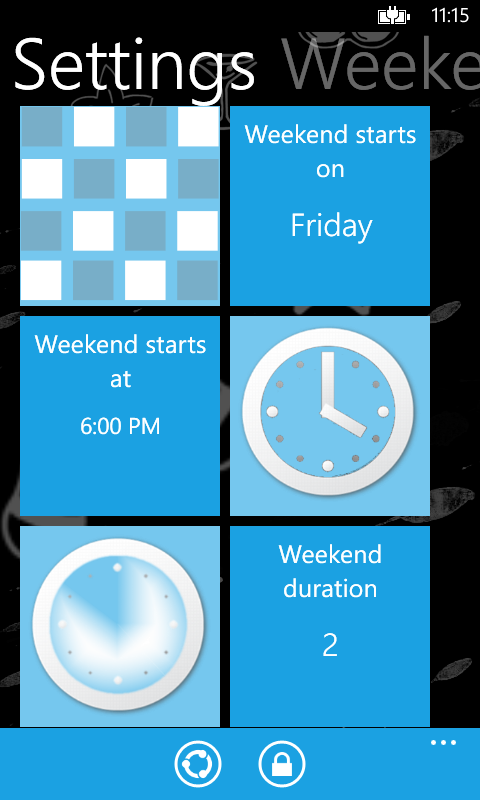 11:15
Settings Weeke
Weekend starts
on
Friday
Weekend starts
at
6:00 PM
Weekend
duration
2